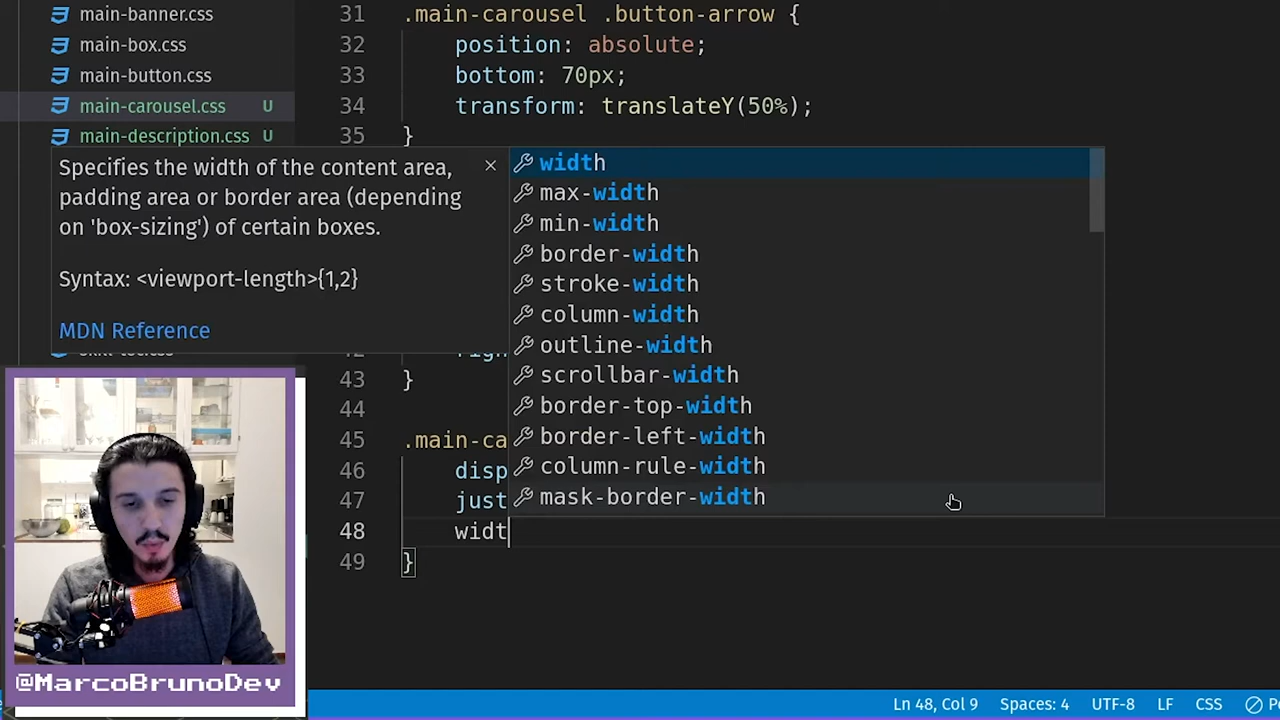 main-banner.css
main-box.css
main-button.css
main-carousel.css U
main-description.css U
31 .main-carousel .button-arrow {
32 position: absolute;
33 bottom: 70px;
34 transform: translateY(50%);
35 }
Specifies the width of the content area,
padding area or border area (depending
on 'box-sizing') of certain boxes.
Syntax: <viewport-length>{1,2}
MDN Reference
width
max-width
min-width
border-width
stroke-width
column-width
outline-width
scrollbar-width
border-top-width
border-left-width
column-rule-width
mask-border-width
43 }
44
45 .main-ca
46 disp
47 just
48 widt
49 }
@MarcoBrunoDev
Ln 48, Col 9 Spaces: 4 UTF-8 LF CSS